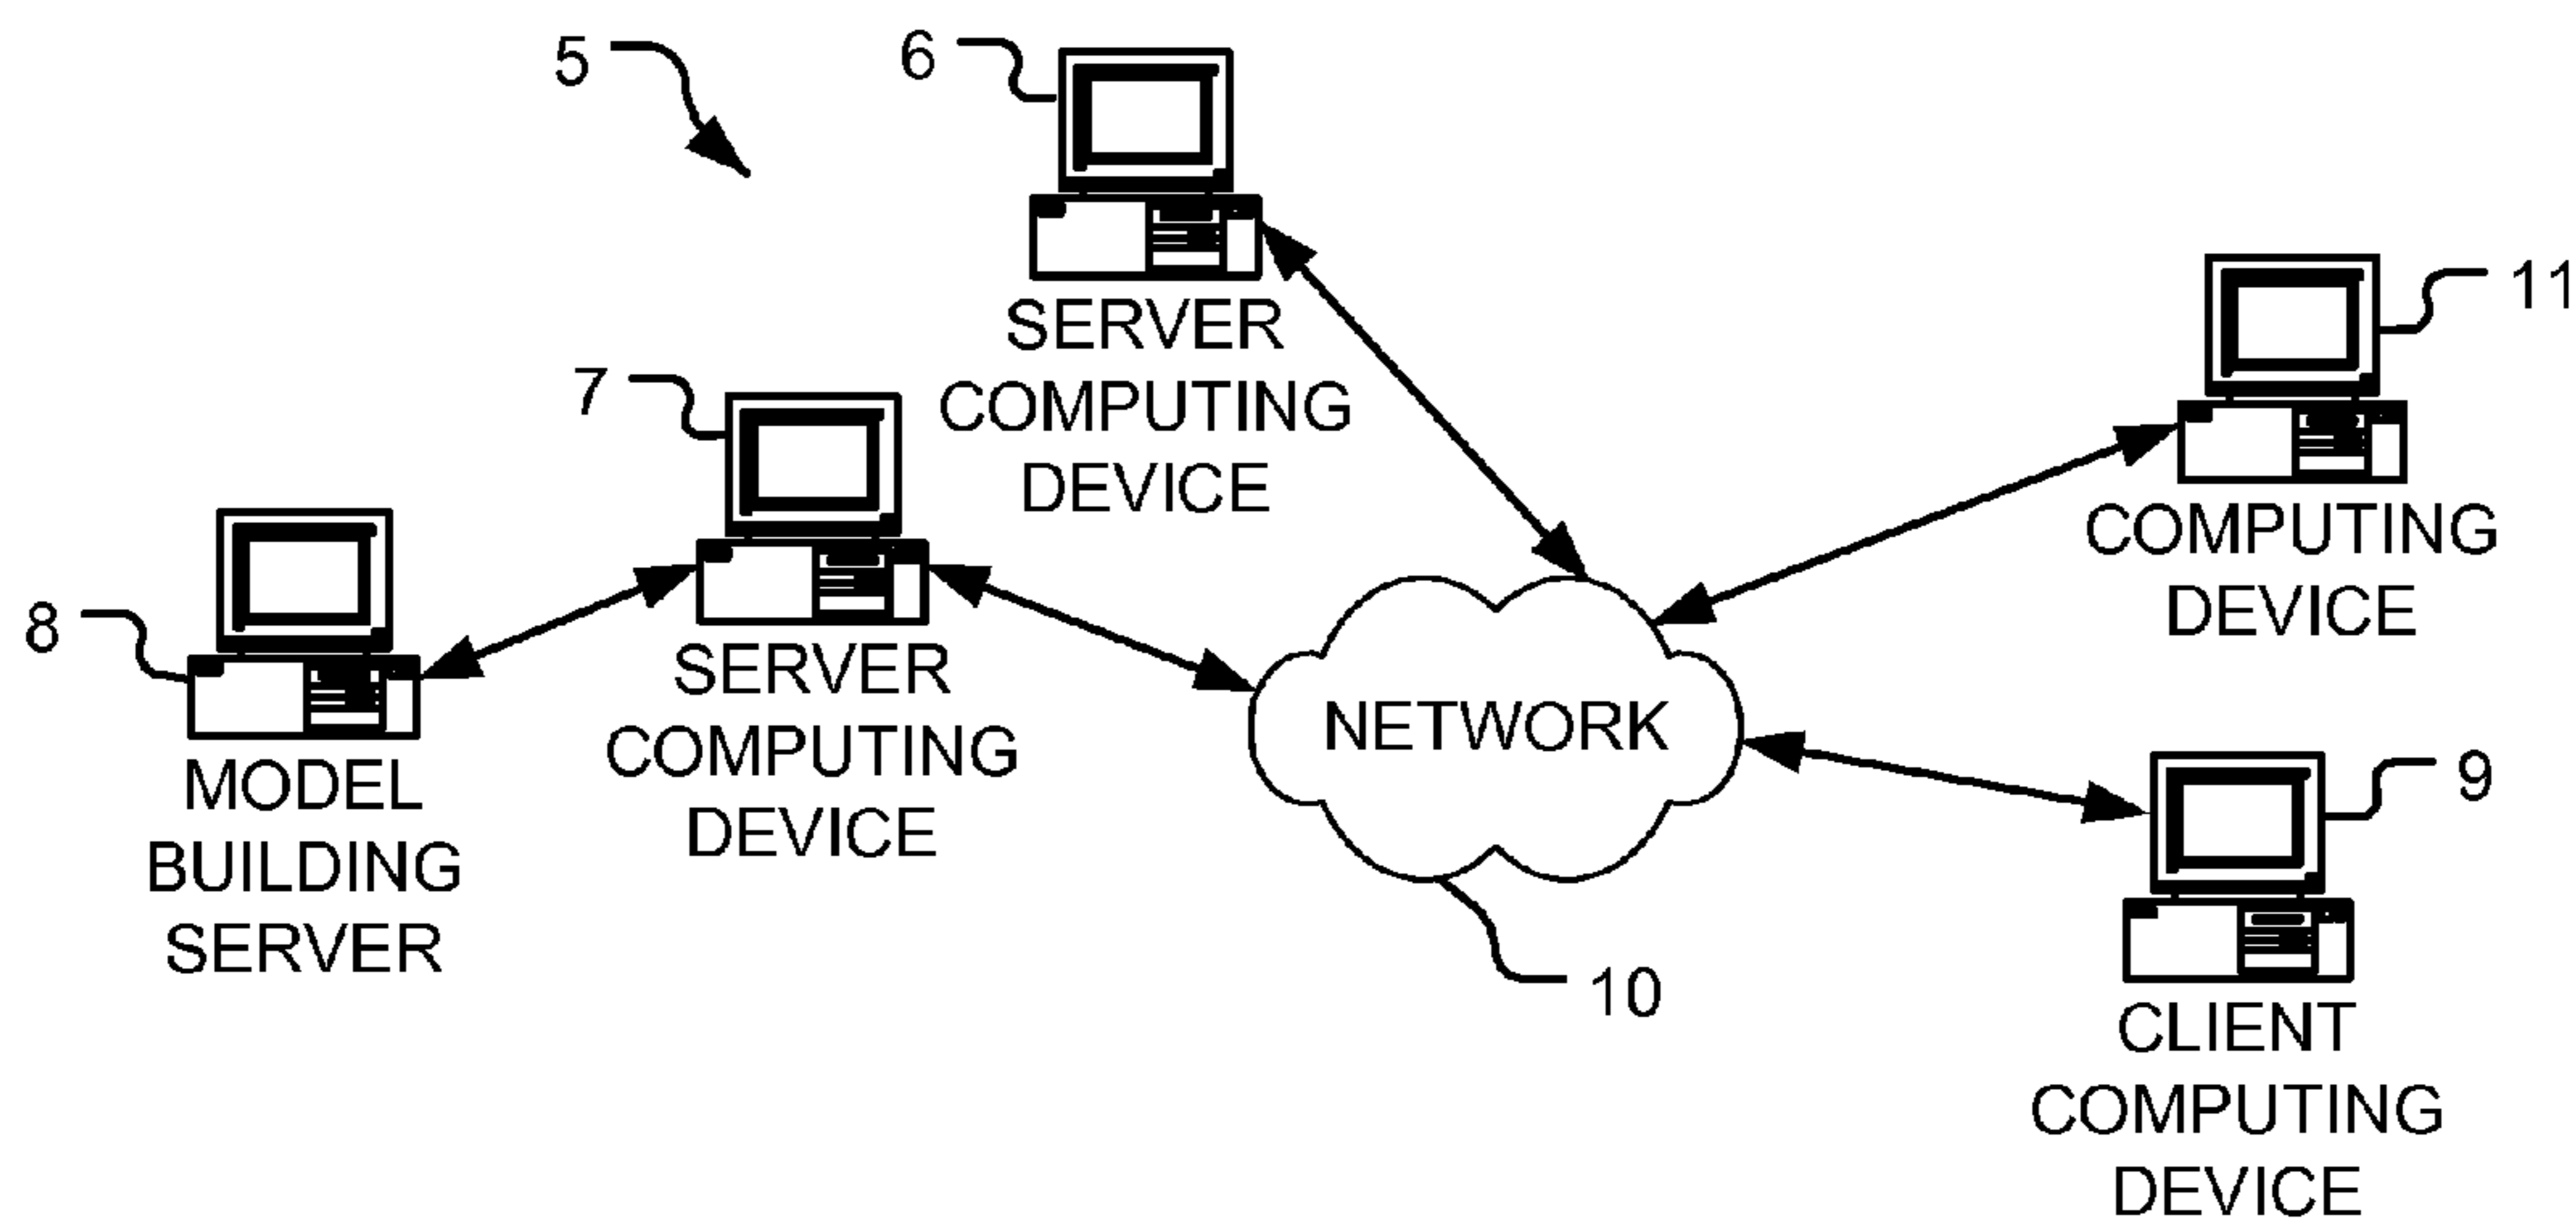 5
6
SERVER
COMPUTING
DEVICE
11
COMPUTING
DEVICE
7
SERVER
COMPUTING
DEVICE
8
MODEL
BUILDING
SERVER
NETWORK
10
9
CLIENT
COMPUTING
DEVICE